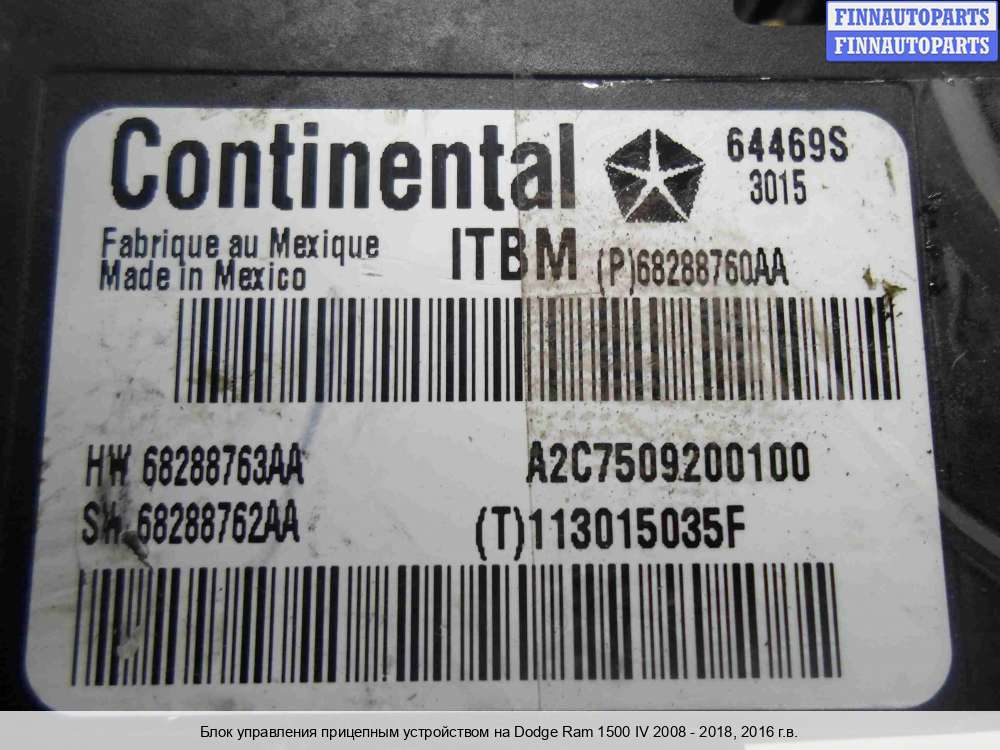 FINNAUTOPARTS
FINNAUTOPARTS
Continental
64469S
3015
Fabrique au Mexique
Made in Mexico
ITBM
(P)68288760AA
HW 68288763AA
A2C7509200100
SW 68288762AA
(T)113015035F
Блок управления прицепным устройством на Dodge Ram 1500 IV 2008 - 2018, 2016 г.в.